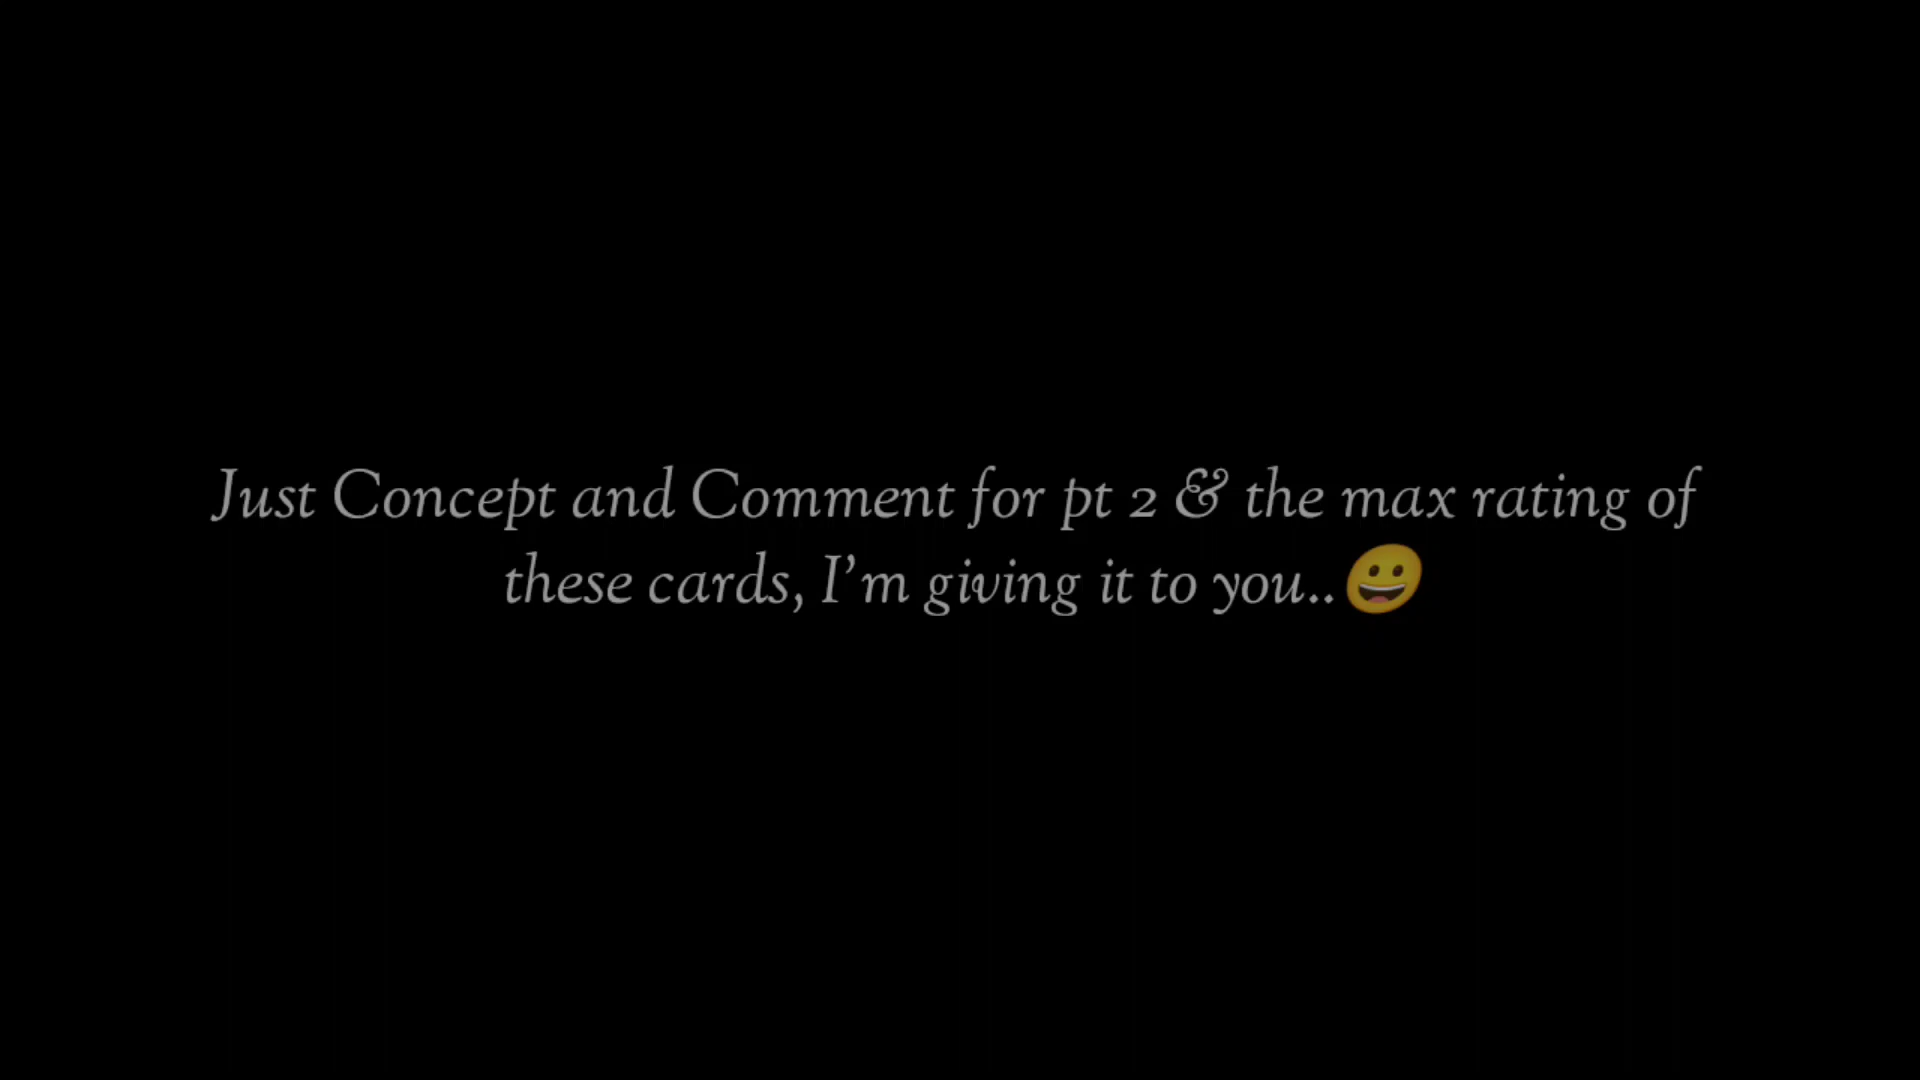 Just Concept and Comment for pt 2 & the max rating of
these cards, I’m giving it to you..😀